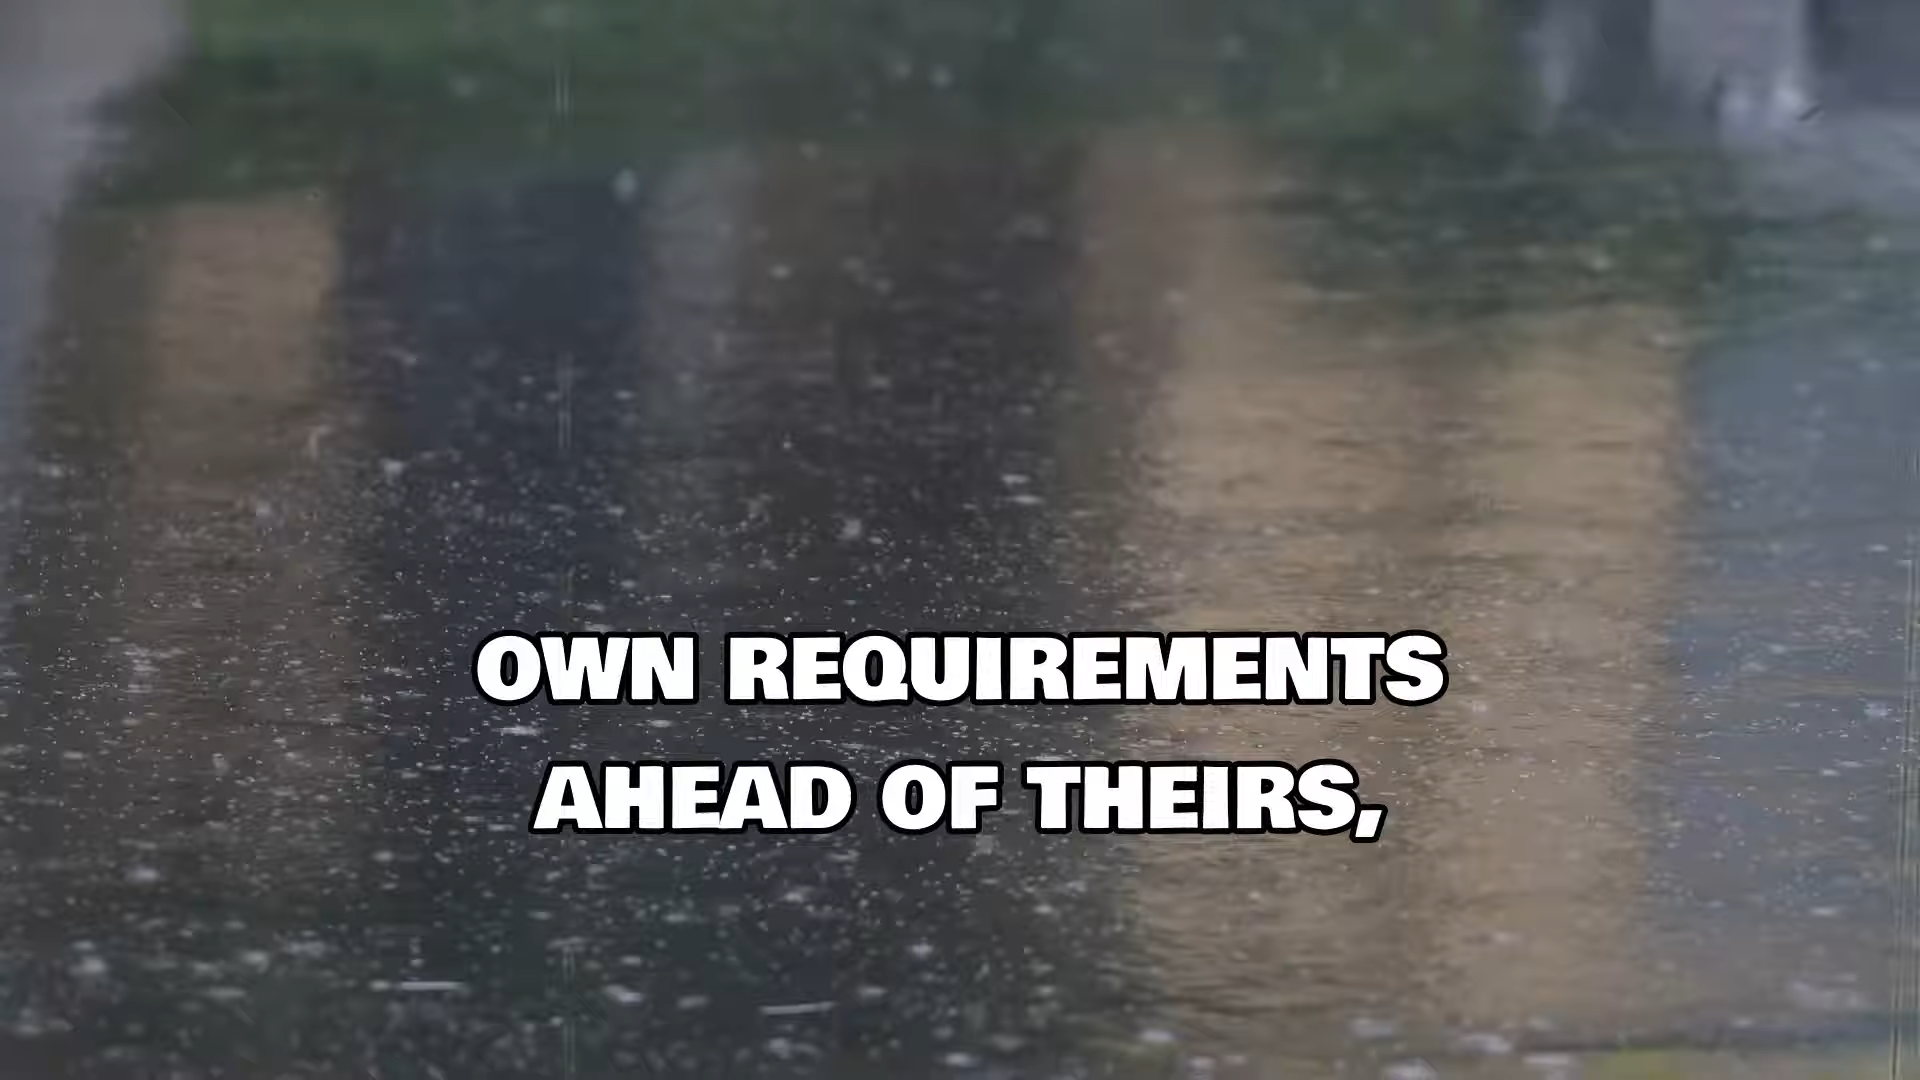 OWN REQUIREMENTS
AHEAD OF THEIRS,